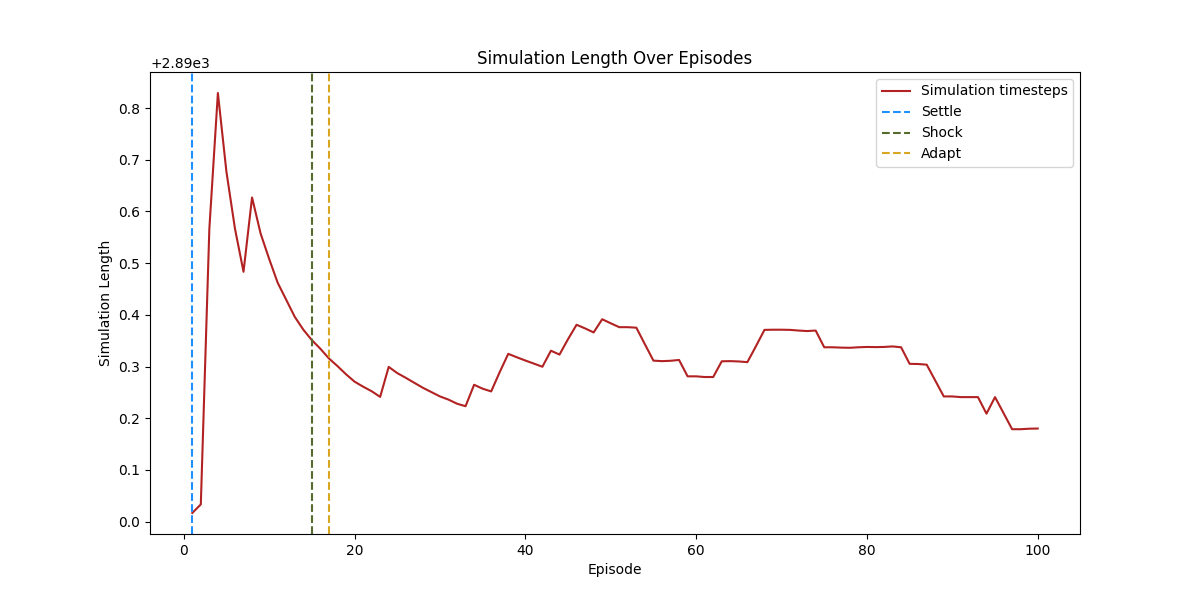 Simulation Length Over Episodes
+2.89e3
Simulation timesteps
Settle
Shock
Adapt
0.8
0.7
0.6
0.5
0.4
0.3
0.2
0.1
0.0
Simulation Length
0 20 40 60 80 100
Episode